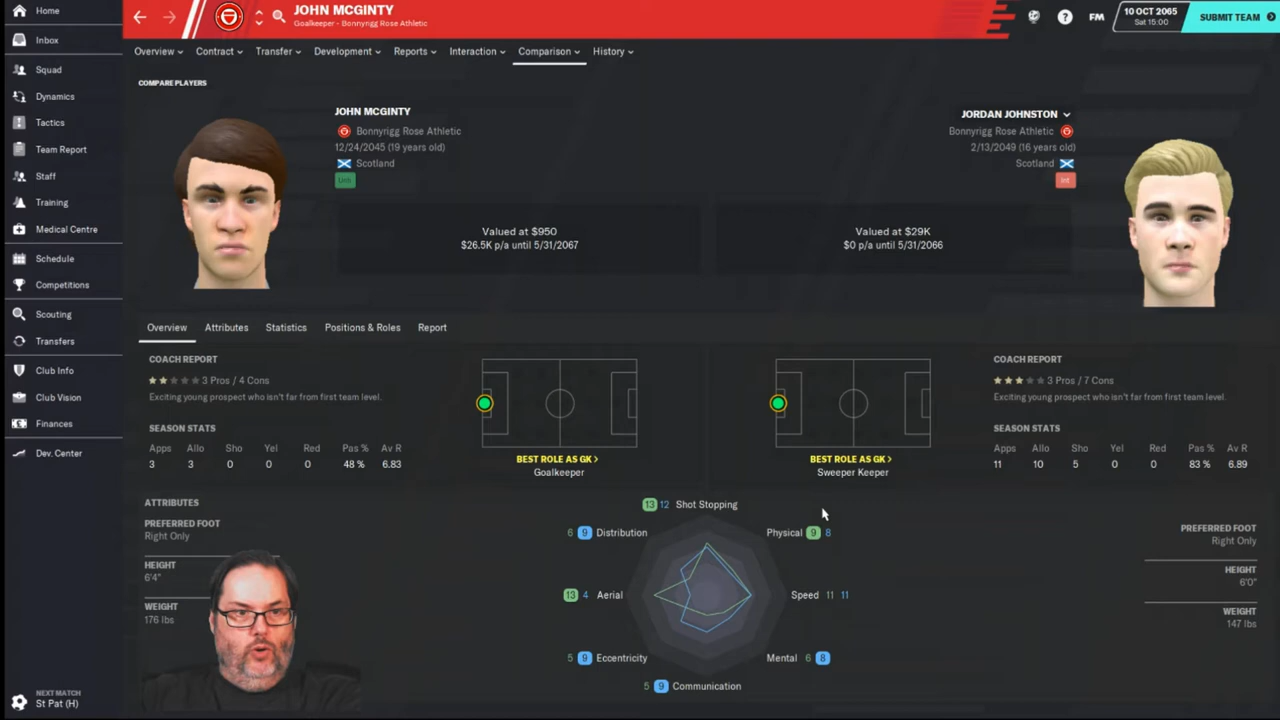 Home
Inbox
Squad
Dynamics
Tactics
Team Report
Staff
Training
Medical Centre
Schedule
Competitions
Scouting
Transfers
Club Info
Club Vision
Finances
Dev. Center
NEXT MATCH
St Pat (H)
JOHN MCGINTY
Goalkeeper - Bonnyrigg Rose Athletic
?
FM
10 OCT 2065
Sat 15:00
SUBMIT TEAM
Overview
Contract
Transfer
Development
Reports
Interaction
Comparison
History
COMPARE PLAYERS
JOHN MCGINTY
Bonnyrigg Rose Athletic
12/24/2045 (19 years old)
Scotland
Unh
Valued at $950
$26.5K p/a until 5/31/2067
JORDAN JOHNSTON
Bonnyrigg Rose Athletic
2/13/2049 (16 years old)
Scotland
Int
Valued at $29K
$0 p/a until 5/31/2066
Overview
Attributes
Statistics
Positions & Roles
Report
COACH REPORT
3 Pros / 4 Cons
Exciting young prospect who isn't far from first team level.
SEASON STATS
Apps Allo Sho Yel Red Pas % Av R
3 3 0 0 0 48 % 6.83
BEST ROLE AS GK >
Goalkeeper
BEST ROLE AS GK >
Sweeper Keeper
COACH REPORT
3 Pros / 7 Cons
Exciting young prospect who isn't far from first team level.
SEASON STATS
Apps Allo Sho Yel Red Pas % Av R
11 10 5 0 0 83 % 6.89
ATTRIBUTES
PREFERRED FOOT
Right Only
HEIGHT
6'4"
WEIGHT
176 lbs
13 12 Shot Stopping
6 9 Distribution
Physical 9 8
13 4 Aerial
Speed 11 11
5 9 Eccentricity
Mental 6 8
5 9 Communication
PREFERRED FOOT
Right Only
HEIGHT
6'0"
WEIGHT
147 lbs